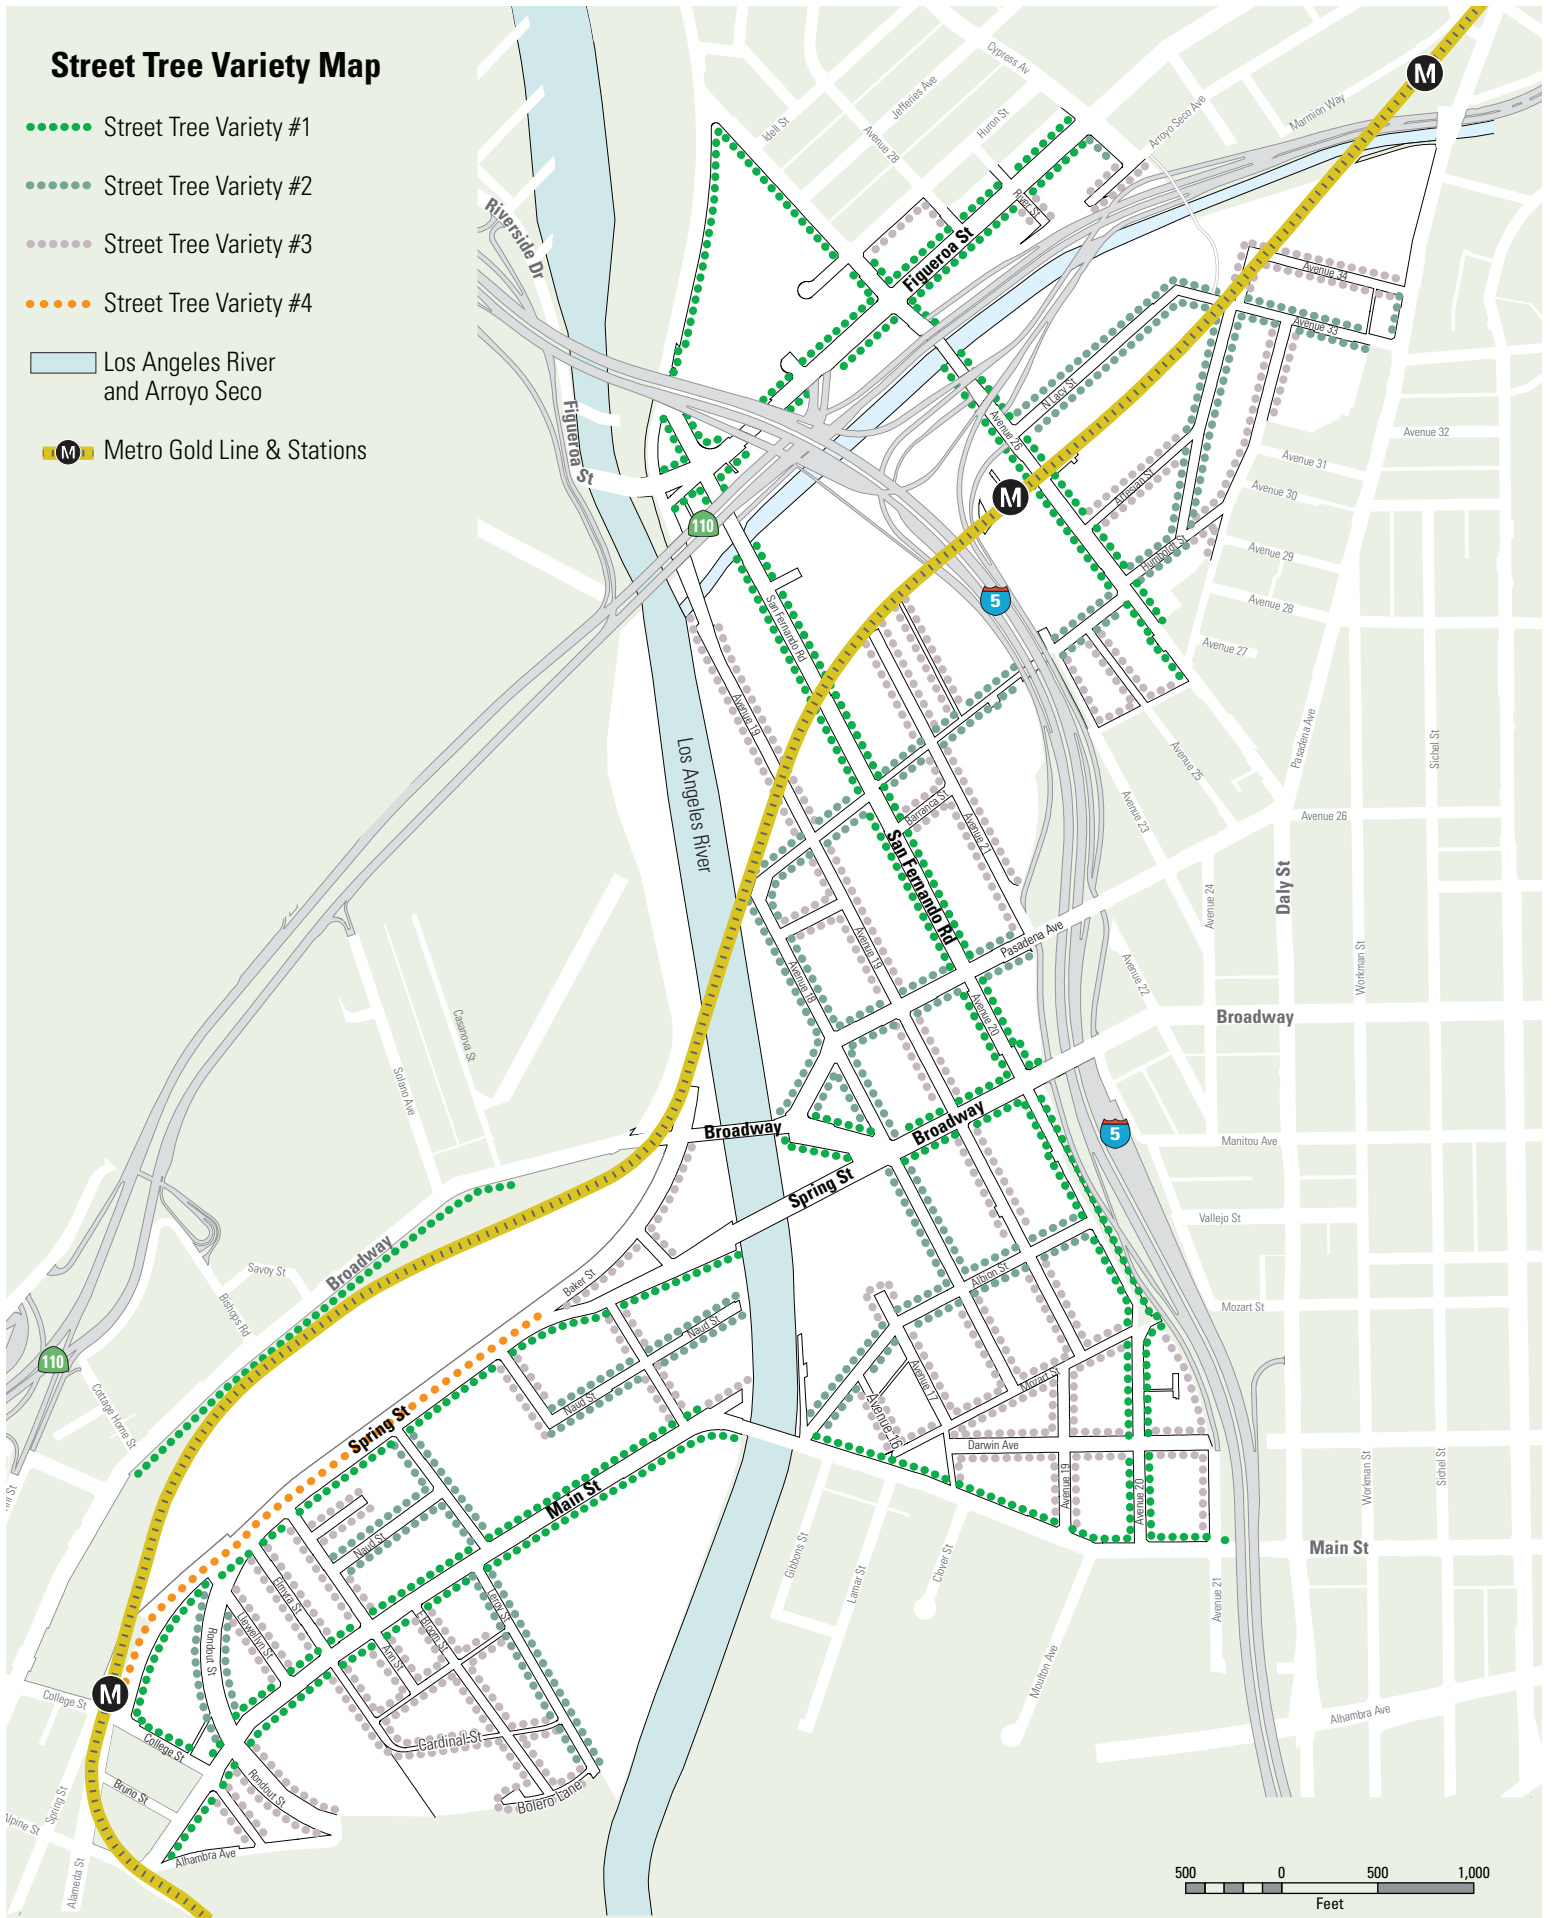 Street Tree Variety Map
Street Tree Variety #1
Street Tree Variety #2
Street Tree Variety #3
Street Tree Variety #4
Los Angeles River
and Arroyo Seco
M
Metro Gold Line & Stations
M
Cypress Av
Jefferies Ave
Idell St
Avenue 28
Huron St
Arroyo Seco Ave
Marmion Way
Riverside Dr
River St
Figueroa St
Avenue 34
Avenue 33
N Lacy St
Figueroa St
Avenue 26
Avenue 32
Avenue 31
Artesian St
Avenue 30
M
110
Humboldt St
Avenue 29
5
Avenue 28
San Fernando Rd
Avenue 27
Avenue 19
Los Angeles River
Pasadena Ave
Sichel St
Avenue 25
Avenue 23
Barranca St
Avenue 21
Avenue 26
San Fernando Rd
Daly St
Avenue 24
Pasadena Ave
Avenue 19
Avenue 18
Avenue 22
Workman St
Avenue 20
Broadway
Casanova St
Solano Ave
Broadway
Broadway
5
Manitou Ave
Spring St
Vallejo St
Broadway
Savoy St
Baker St
Albion St
Bishops Rd
Mozart St
Naud St
110
Cottage Home St
Naud St
Avenue 17
Mozart St
Avenue 16
Spring St
Darwin Ave
Main St
Avenue 19
Avenue 20
Workman St
Sichel St
Naud St
Gibbons St
Lamar St
Clover St
Main St
Elmyra St
Llewellyn St
Leroy St
E Bloom St
Ann St
Rondout St
Avenue 21
Moulton Ave
M
College St
College St
Cardinal St
Alhambra Ave
Bruno St
Rondout St
Bolero Lane
Spring St
Alpine St
Alameda St
Alhambra Ave
500 0 500 1,000
Feet